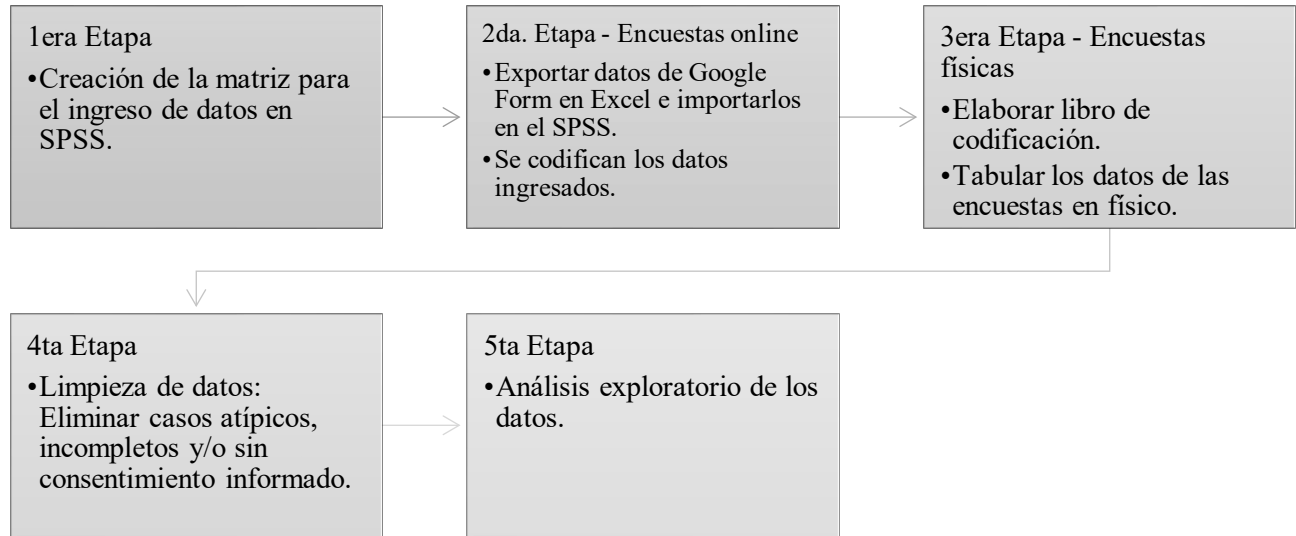 1era Etapa
•Creación de la matriz para
el ingreso de datos en
SPSS.
2da. Etapa - Encuestas online
•Exportar datos de Google
Form en Excel e importarlos
en el SPSS.
•Se codifican los datos
ingresados.
3era Etapa - Encuestas
físicas
•Elaborar libro de
codificación.
•Tabular los datos de las
encuestas en físico.
4ta Etapa
•Limpieza de datos:
Eliminar casos atípicos,
incompletos y/o sin
consentimiento informado.
5ta Etapa
•Análisis exploratorio de los
datos.